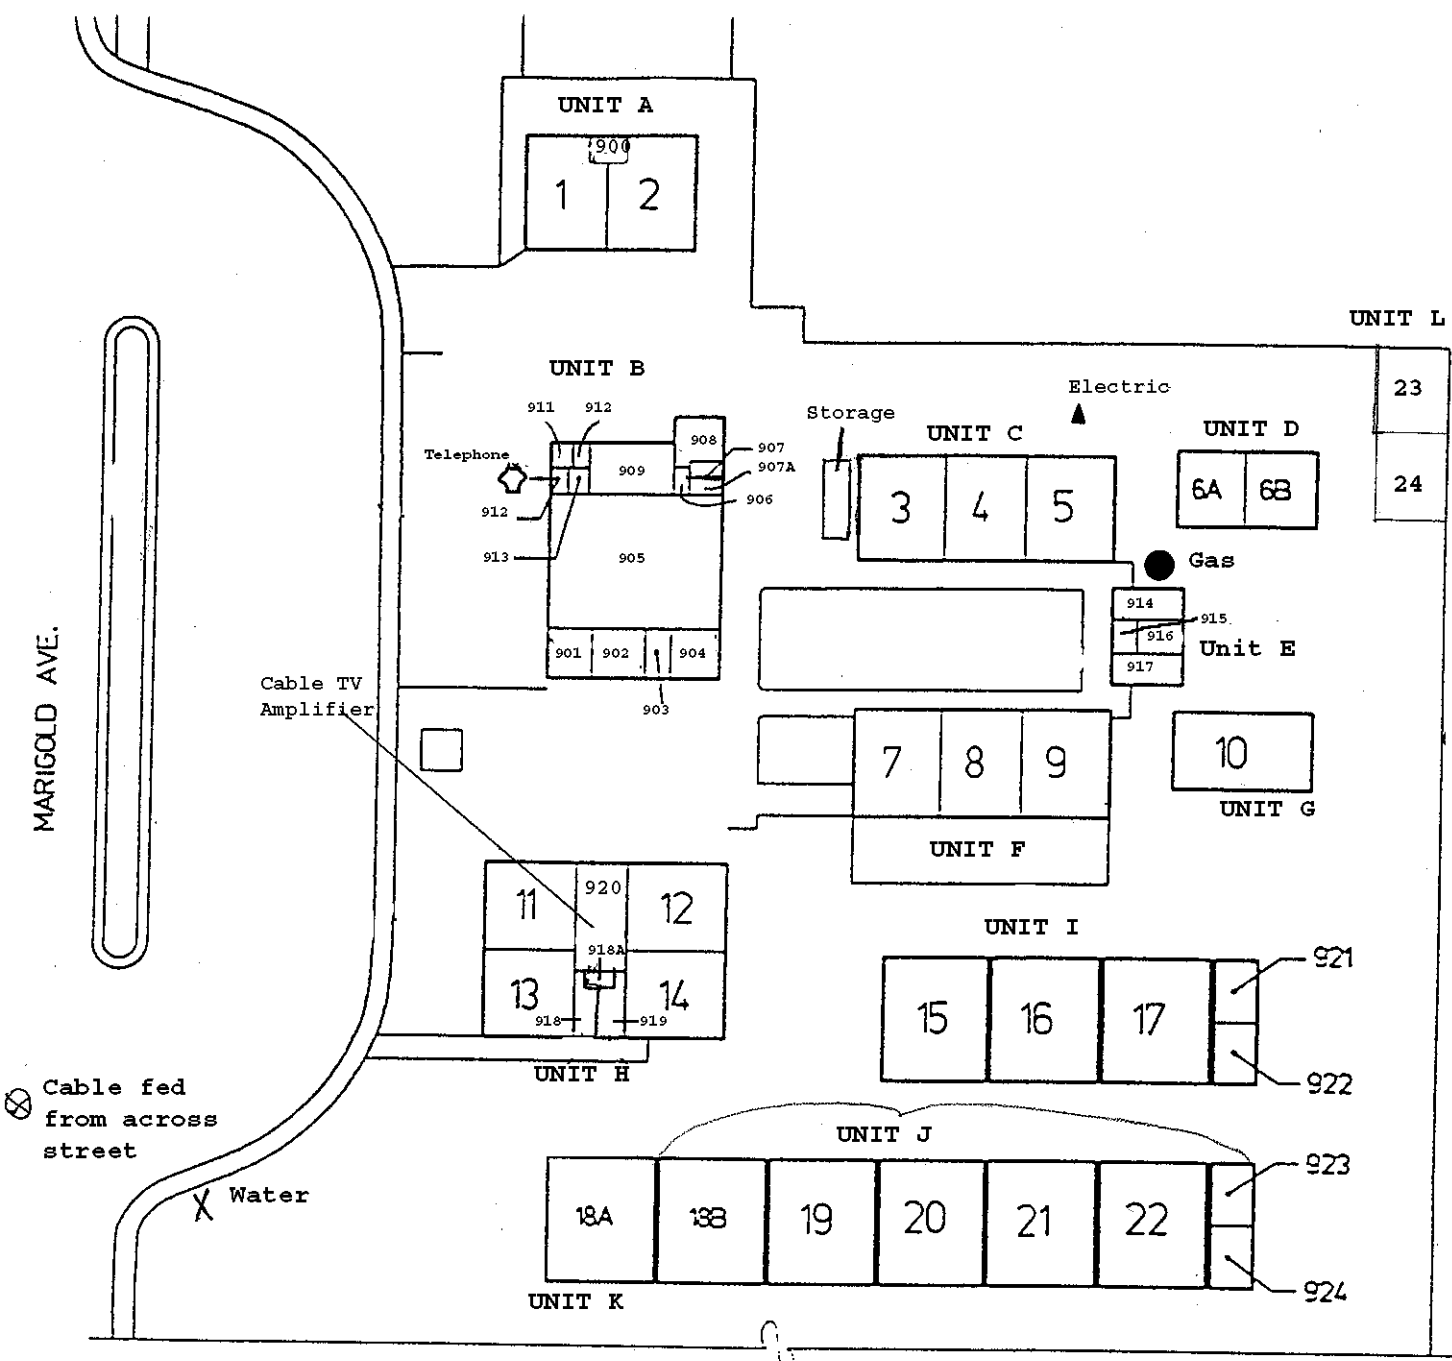 UNIT A
900
1
2
UNIT L
23
24
UNIT B
911
912
908
907
907A
906
909
Telephone
912
913
905
901
902
904
903
Storage
Electric
UNIT C
3
4
5
UNIT D
6A
6B
Gas
914
915
916
917
Unit E
MARIGOLD AVE.
Cable TV
Amplifier
7
8
9
UNIT F
10
UNIT G
11
920
12
918A
13
14
918
919
UNIT H
UNIT I
15
16
17
921
922
Cable fed
from across
street
Water
UNIT J
18A
18B
19
20
21
22
923
924
UNIT K